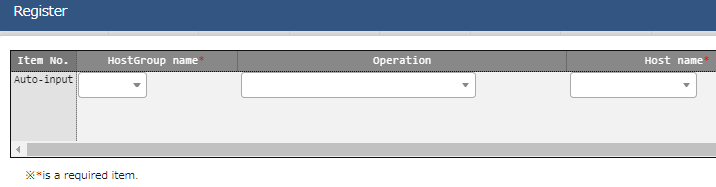 Register
Item No. HostGroup name* Operation Host name*
Auto-input
※*is a required item.